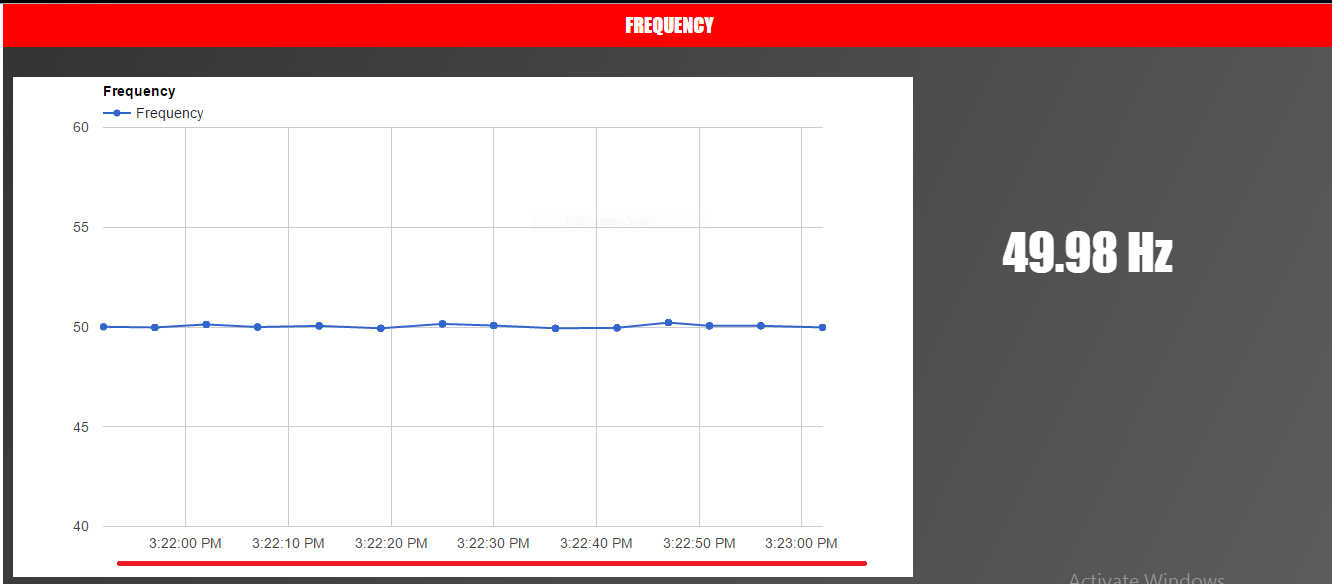 FREQUENCY
Frequency
Frequency
60
55
Full-screen Snip
49.98 Hz
50
45
40
3:22:00 PM 3:22:10 PM 3:22:20 PM 3:22:30 PM 3:22:40 PM 3:22:50 PM 3:23:00 PM
Activate Windows